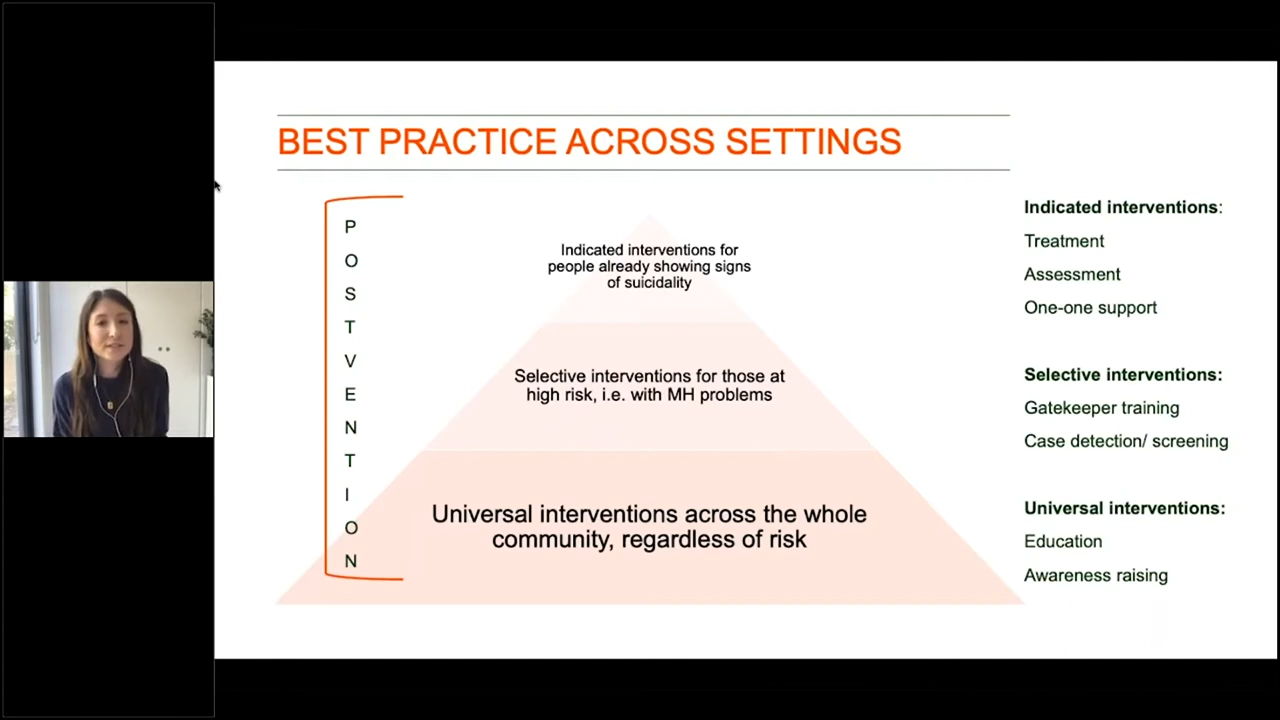 BEST PRACTICE ACROSS SETTINGS
P
O
S
T
V
E
N
T
I
O
N
Indicated interventions for
people already showing signs
of suicidality
Selective interventions for those at
high risk, i.e. with MH problems
Universal interventions across the whole
community, regardless of risk
Indicated interventions:
Treatment
Assessment
One-one support
Selective interventions:
Gatekeeper training
Case detection/ screening
Universal interventions:
Education
Awareness raising